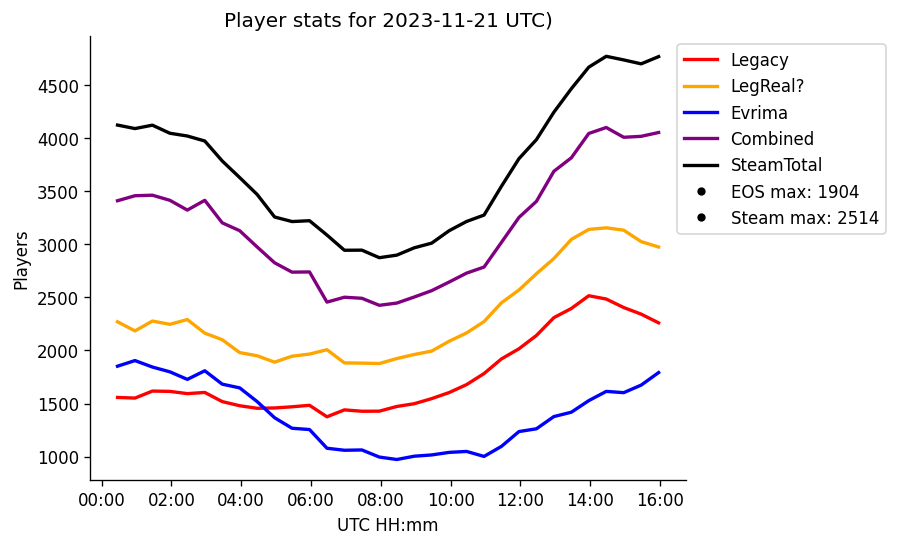 Player stats for 2023-11-21 UTC)
Legacy
LegReal?
Evrima
Combined
SteamTotal
EOS max: 1904
Steam max: 2514
Players
4500
4000
3500
3000
2500
2000
1500
1000
00:00 02:00 04:00 06:00 08:00 10:00 12:00 14:00 16:00
UTC HH:mm